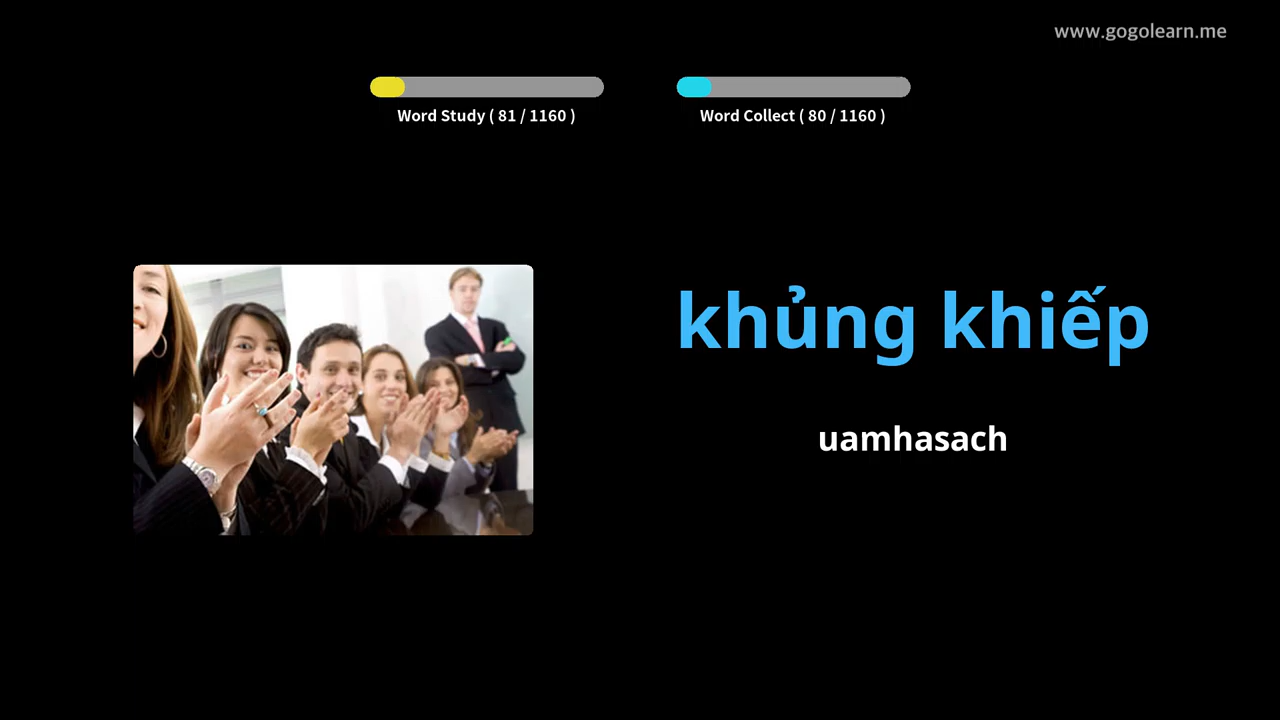 www.gogolearn.me
Word Study ( 81 / 1160 )
Word Collect ( 80 / 1160 )
khủng khiếp
uamhasach